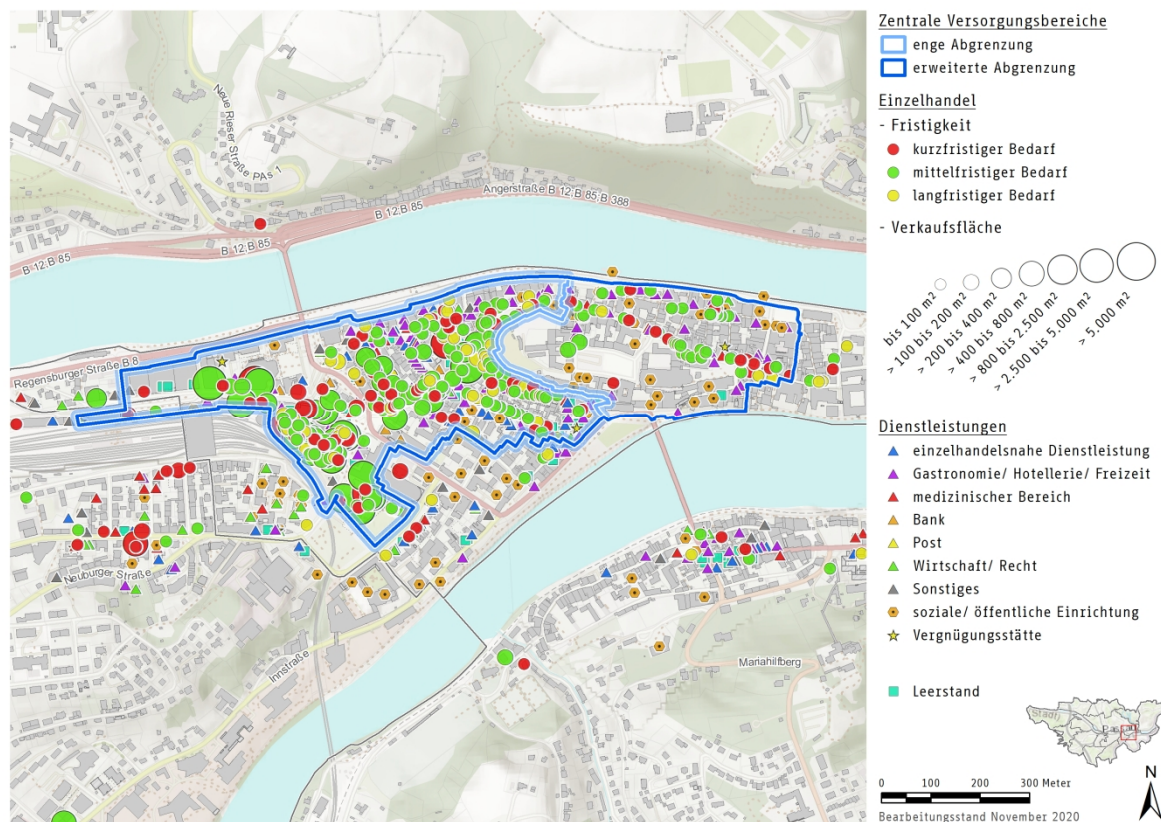 Zentrale Versorgungsbereiche
enge Abgrenzung
erweiterte Abgrenzung
Einzelhandel
- Fristigkeit
kurzfristiger Bedarf
mittelfristiger Bedarf
langfristiger Bedarf
- Verkaufsfläche
bis 100 m²
> 100 bis 200 m²
> 200 bis 400 m²
> 400 bis 800 m²
> 800 bis 2.500 m²
> 2.500 bis 5.000 m²
> 5.000 m²
Dienstleistungen
einzelhandelsnahe Dienstleistung
Gastronomie/ Hotellerie/ Freizeit
medizinischer Bereich
Bank
Post
Wirtschaft/ Recht
Sonstiges
soziale/ öffentliche Einrichtung
Vergnügungsstätte
Leerstand
0 100 200 300 Meter
N
Bearbeitungsstand November 2020
Neue Rieser Straße PAs 1
Angerstraße B 12;B 85;B 388
B 12;B 85
B 12;B 85
B 12;B 85
Regensburger Straße B 8
Neuburger Straße
Innstraße
Mariahilfberg